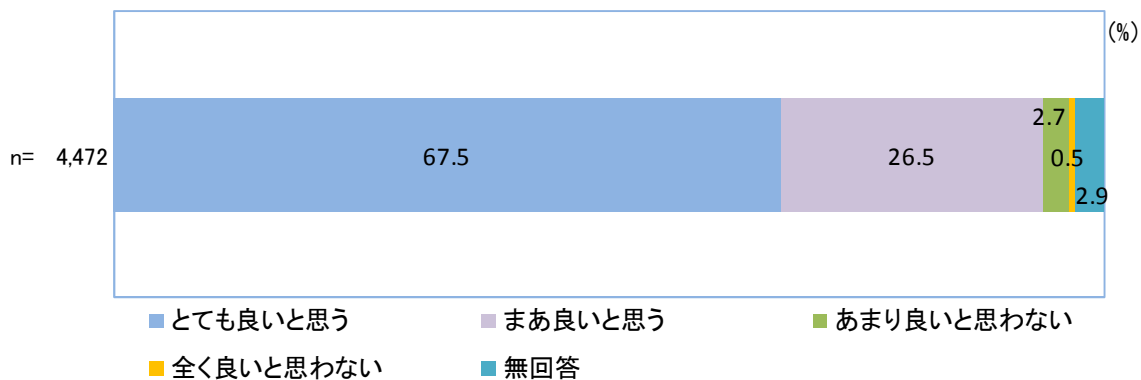 (%)
2.7
n= 4,472 67.5 26.5 0.5
2.9
とても良いと思う まあ良いと思う あまり良いと思わない
全く良いと思わない 無回答